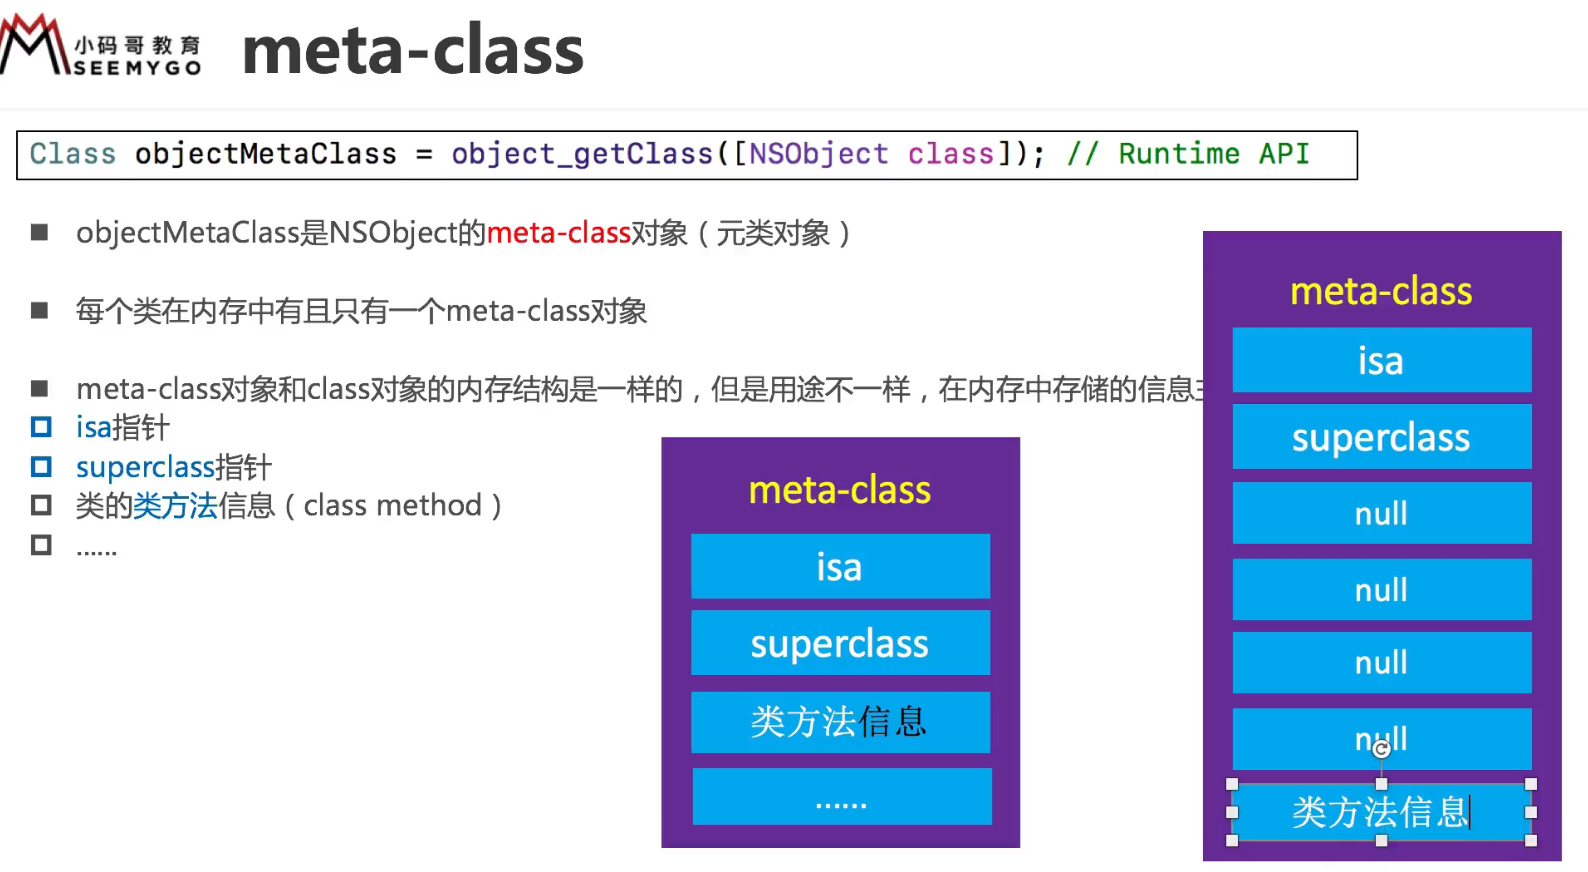 小码哥教育
SEEMYGO
meta-class
Class objectMetaClass = object_getClass([NSObject class]); // Runtime API
objectMetaClass是NSObject的meta-class对象（元类对象）
每个类在内存中有且只有一个meta-class对象
meta-class对象和class对象的内存结构是一样的，但是用途不一样，在内存中存储的信息
isa指针
superclass指针
类的类方法信息（class method）
……
meta-class
isa
superclass
类方法信息
……
meta-class
isa
superclass
null
null
null
null
类方法信息